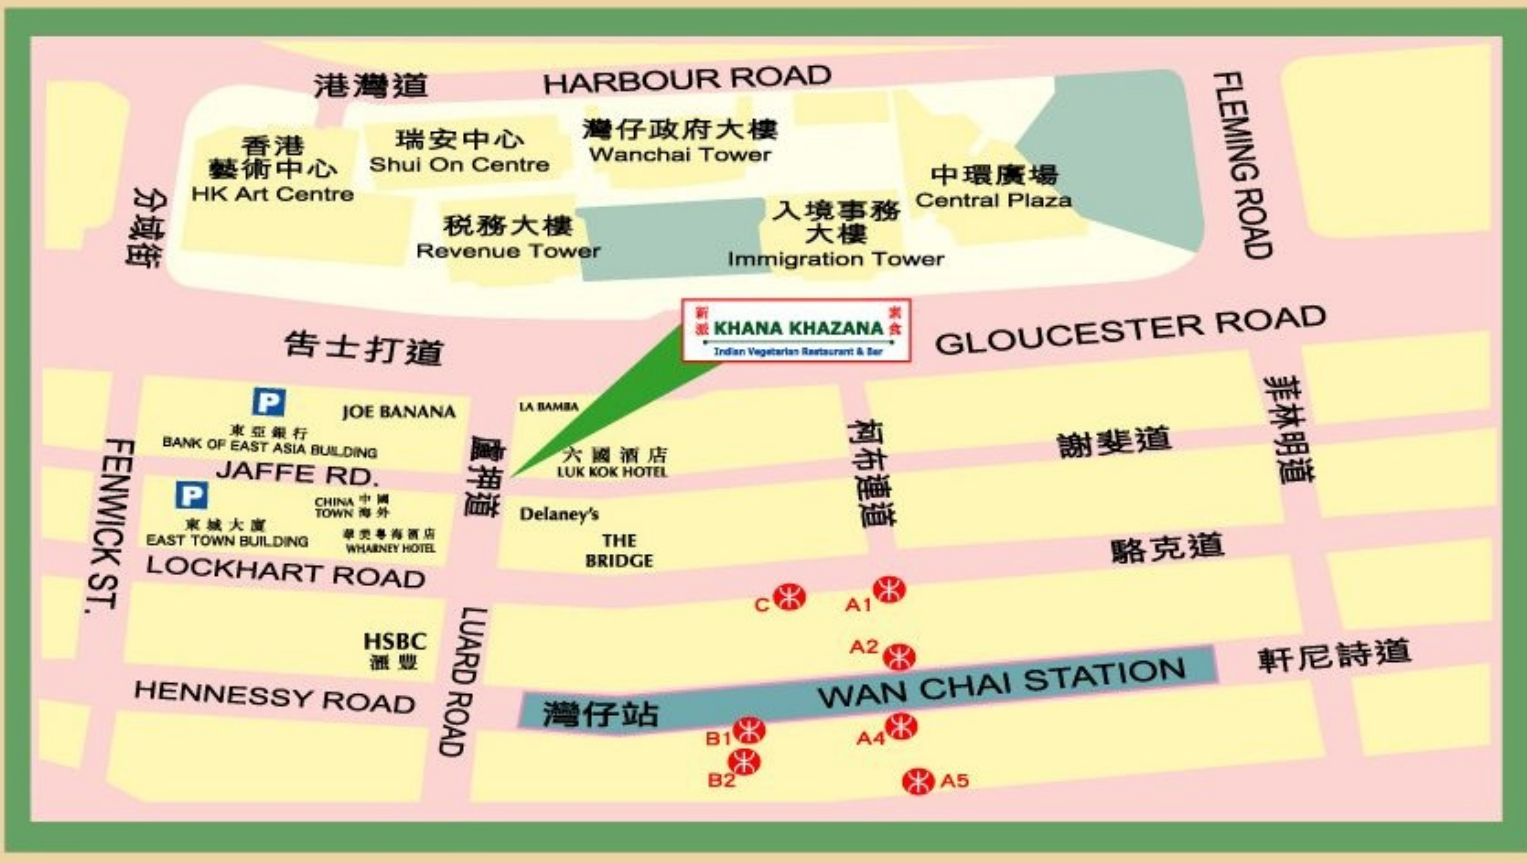 港灣道
HARBOUR ROAD
FLEMING ROAD
香港
藝術中心
HK Art Centre
瑞安中心
Shui On Centre
灣仔政府大樓
Wanchai Tower
中環廣場
Central Plaza
分域街
税務大樓
Revenue Tower
入境事務
大樓
Immigration Tower
新派
KHANA KHAZANA
素食
Indian Vegetarian Restaurant & Bar
告士打道
GLOUCESTER ROAD
P
東亞銀行
BANK OF EAST ASIA BUILDING
JOE BANANA
LA BAMBA
六國酒店
LUK KOK HOTEL
盧押道
柯布連道
謝斐道
菲林明道
JAFFE RD.
FENWICK ST.
P
東城大廈
EAST TOWN BUILDING
CHINA 中國
TOWN 海外
華美粵海酒店
WHARNEY HOTEL
Delaney's
THE
BRIDGE
LOCKHART ROAD
駱克道
C
A1
A2
HSBC
滙豐
LUARD ROAD
HENNESSY ROAD
灣仔站
WAN CHAI STATION
軒尼詩道
B1
B2
A4
A5